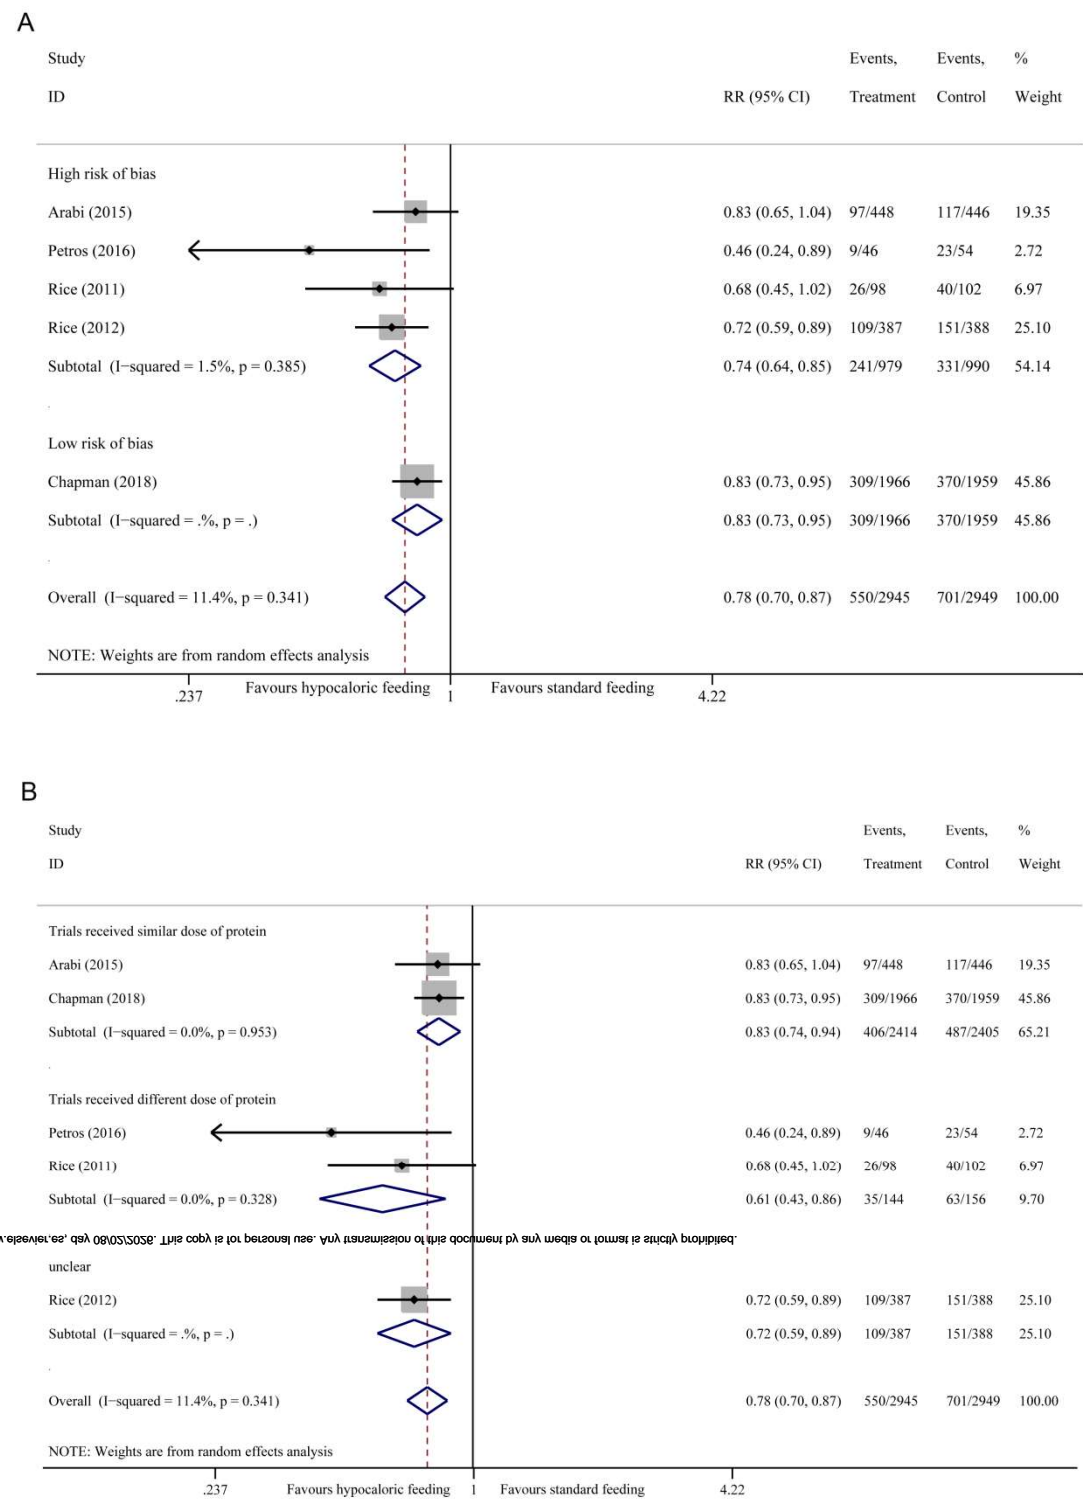 A
Study Events, Events, %
ID RR (95% CI) Treatment Control Weight
High risk of bias
Arabi (2015) 0.83 (0.65, 1.04) 97/448 117/446 19.35
Petros (2016) 0.46 (0.24, 0.89) 9/46 23/54 2.72
Rice (2011) 0.68 (0.45, 1.02) 26/98 40/102 6.97
Rice (2012) 0.72 (0.59, 0.89) 109/387 151/388 25.10
Subtotal (I−squared = 1.5%, p = 0.385) 0.74 (0.64, 0.85) 241/979 331/990 54.14
.
Low risk of bias
Chapman (2018) 0.83 (0.73, 0.95) 309/1966 370/1959 45.86
Subtotal (I−squared = .%, p = .) 0.83 (0.73, 0.95) 309/1966 370/1959 45.86
.
Overall (I−squared = 11.4%, p = 0.341) 0.78 (0.70, 0.87) 550/2945 701/2949 100.00
NOTE: Weights are from random effects analysis
Favours hypocaloric feeding Favours standard feeding
.237 1 4.22
B
Study Events, Events, %
ID RR (95% CI) Treatment Control Weight
Trials received similar dose of protein
Arabi (2015) 0.83 (0.65, 1.04) 97/448 117/446 19.35
Chapman (2018) 0.83 (0.73, 0.95) 309/1966 370/1959 45.86
Subtotal (I−squared = 0.0%, p = 0.953) 0.83 (0.74, 0.94) 406/2414 487/2405 65.21
.
Trials received different dose of protein
Petros (2016) 0.46 (0.24, 0.89) 9/46 23/54 2.72
Rice (2011) 0.68 (0.45, 1.02) 26/98 40/102 6.97
Subtotal (I−squared = 0.0%, p = 0.328) 0.61 (0.43, 0.86) 35/144 63/156 9.70
.elsevier.es, day 08/02/2026. This copy is for personal use. Any transmission of this document by any media or format is strictly prohibited.
unclear
Rice (2012) 0.72 (0.59, 0.89) 109/387 151/388 25.10
Subtotal (I−squared = .%, p = .) 0.72 (0.59, 0.89) 109/387 151/388 25.10
.
Overall (I−squared = 11.4%, p = 0.341) 0.78 (0.70, 0.87) 550/2945 701/2949 100.00
NOTE: Weights are from random effects analysis
.237 Favours hypocaloric feeding 1 Favours standard feeding 4.22